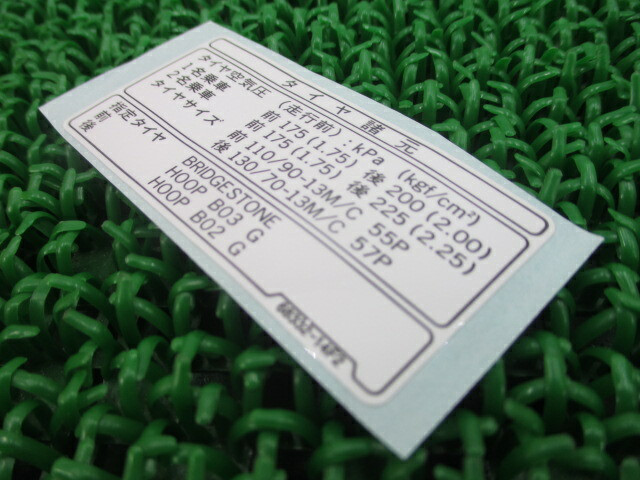 タイヤ諸元
タイヤ空気圧 (走行前):kPa (kgf/cm²)
1名乗車 前 175(1.75) 後 200(2.00)
2名乗車 前 175(1.75) 後 225(2.25)
タイヤサイズ 前 110/90-13M/C 55P
後 130/70-13M/C 57P
指定タイヤ BRIDGESTONE
前 HOOP B03 G
後 HOOP B02 G